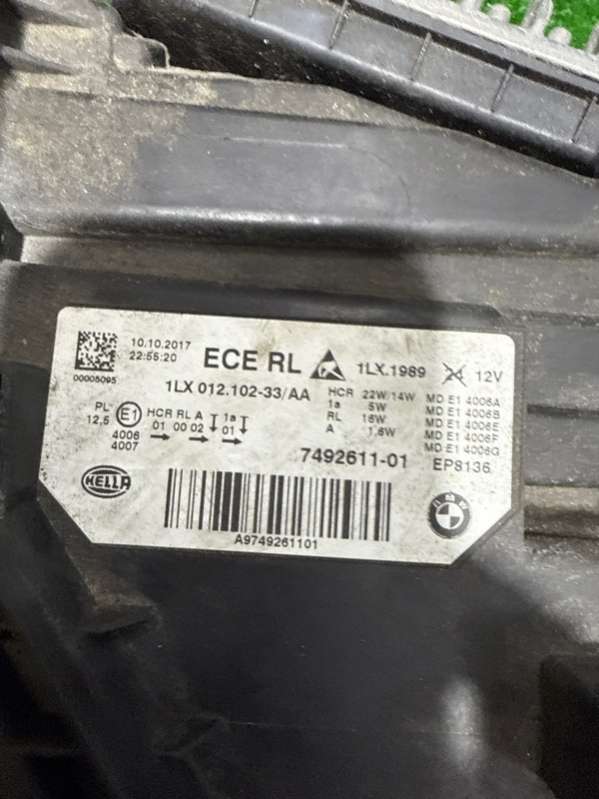 10.10.2017
22:55:20
00005095
ECE RL
1LX.1989
12V
1LX 012.102-33/AA
HCR 22W/14W
1a 5W
RL 16W
A 1,6W
MD E1 4006A
MD E1 4006B
MD E1 4006E
MD E1 4006F
MD E1 4006G
PL
12,5
E1
HCR RL A 1a
01 00 02 01
4006
4007
7492611-01
EP8136
HELLA
A9749261101
BMW